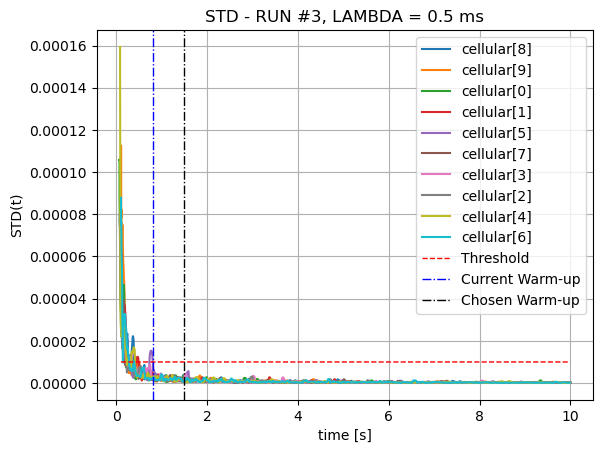 STD - RUN #3, LAMBDA = 0.5 ms
STD(t)
0.00016
0.00014
0.00012
0.00010
0.00008
0.00006
0.00004
0.00002
0.00000
cellular[8]
cellular[9]
cellular[0]
cellular[1]
cellular[5]
cellular[7]
cellular[3]
cellular[2]
cellular[4]
cellular[6]
Threshold
Current Warm-up
Chosen Warm-up
0 2 4 6 8 10
time [s]